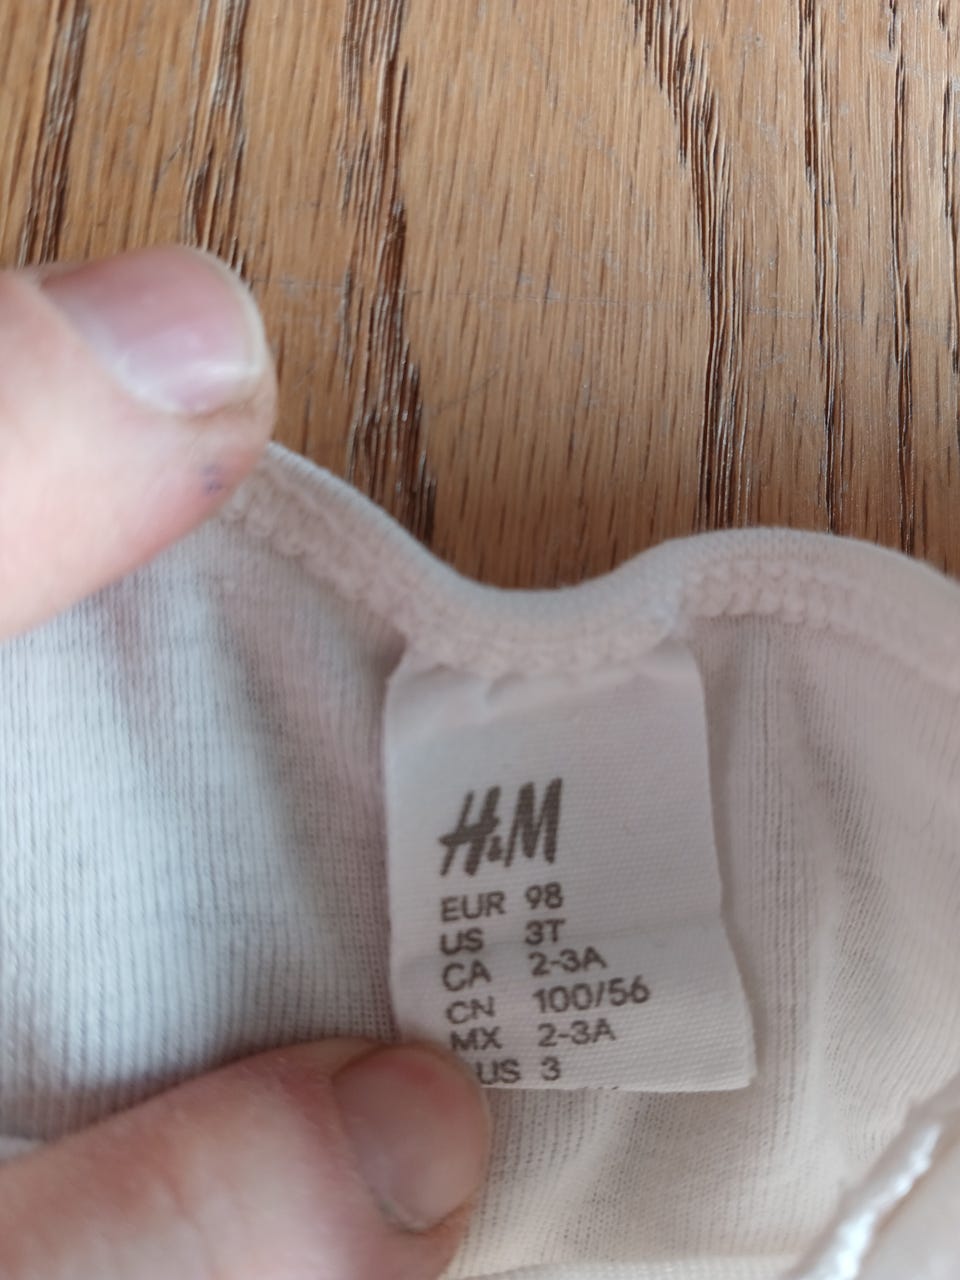 H&M
EUR 98
US 3T
CA 2-3A
CN 100/56
MX 2-3A
US 3